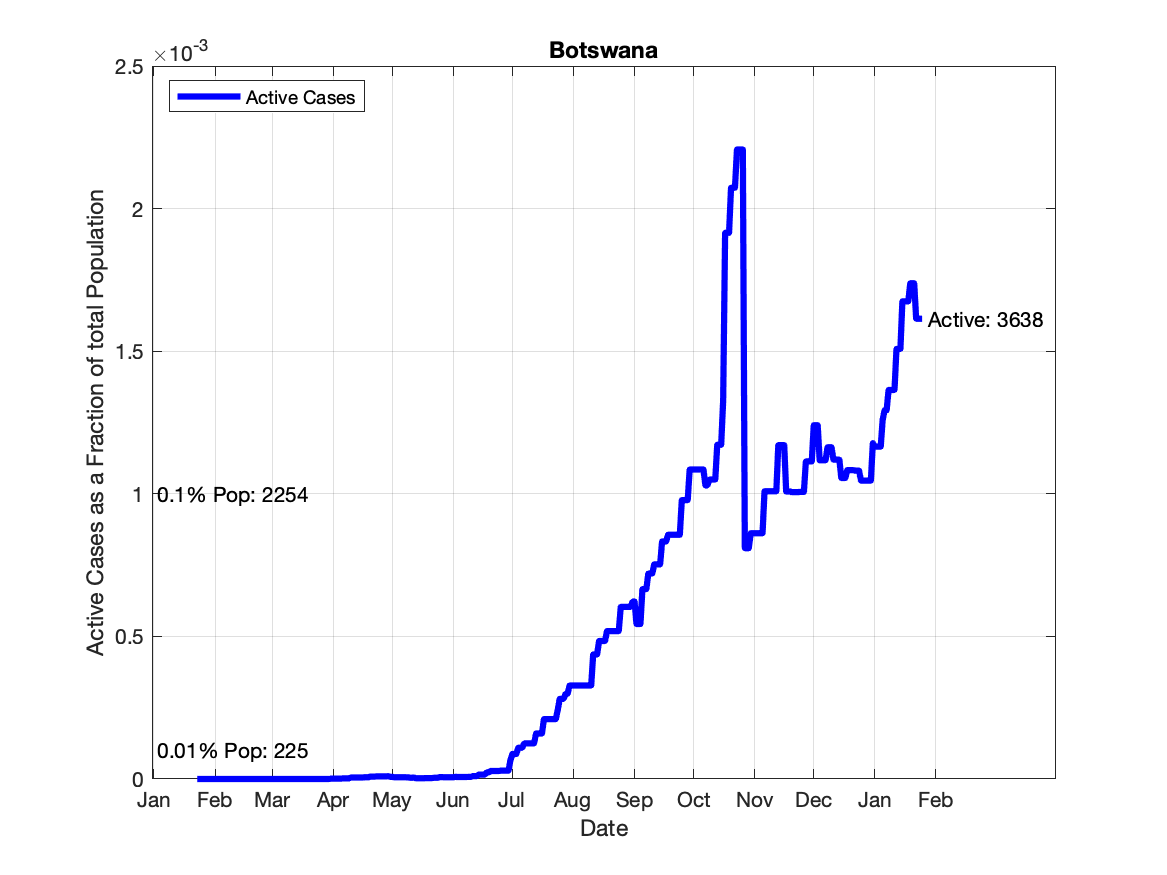 Botswana
×10-3
2.5
2
1.5
1
0.5
0
Active Cases
Active: 3638
0.1% Pop: 2254
0.01% Pop: 225
Active Cases as a Fraction of total Population
Jan Feb Mar Apr May Jun Jul Aug Sep Oct Nov Dec Jan Feb
Date